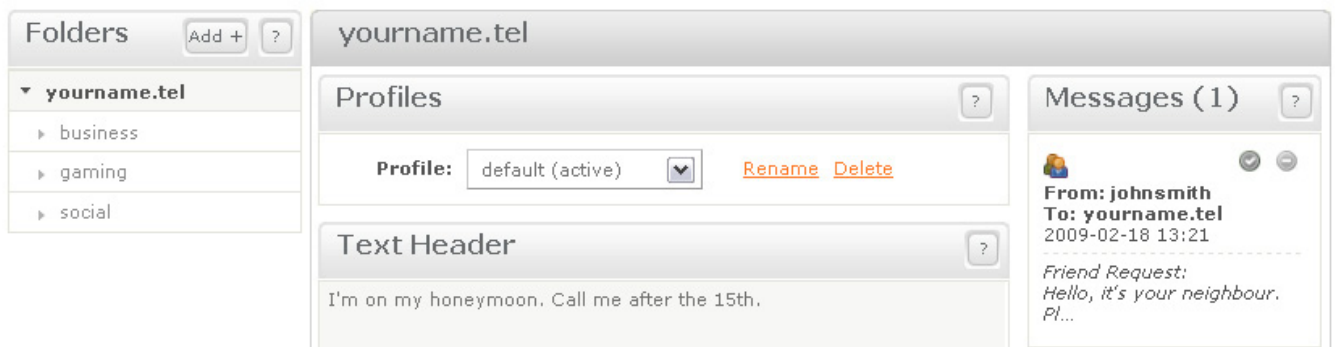 Folders
Add +
?
yourname.tel
business
gaming
social
yourname.tel
Profiles
?
Profile:
default (active)
Rename
Delete
Text Header
?
I'm on my honeymoon. Call me after the 15th.
Messages (1)
?
From: johnsmith
To: yourname.tel
2009-02-18 13:21
Friend Request:
Hello, it's your neighbour.
Pl...